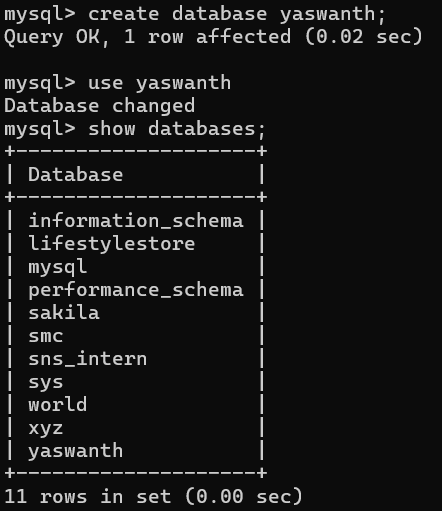 mysql> create database yaswanth;
Query OK, 1 row affected (0.02 sec)

mysql> use yaswanth
Database changed
mysql> show databases;
+--------------------+
| Database           |
+--------------------+
| information_schema |
| lifestylestore     |
| mysql              |
| performance_schema |
| sakila             |
| smc                |
| sns_intern         |
| sys                |
| world              |
| xyz                |
| yaswanth           |
+--------------------+
11 rows in set (0.00 sec)